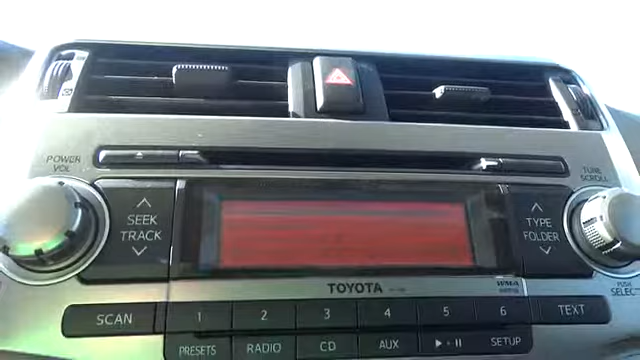 POWER
VOL
TUNE
SCROLL
SEEK
TRACK
TYPE
FOLDER
PUSH
SELECT
TOYOTA
WMA
SCAN
1
2
3
4
5
6
TEXT
PRESETS
RADIO
CD
AUX
SETUP